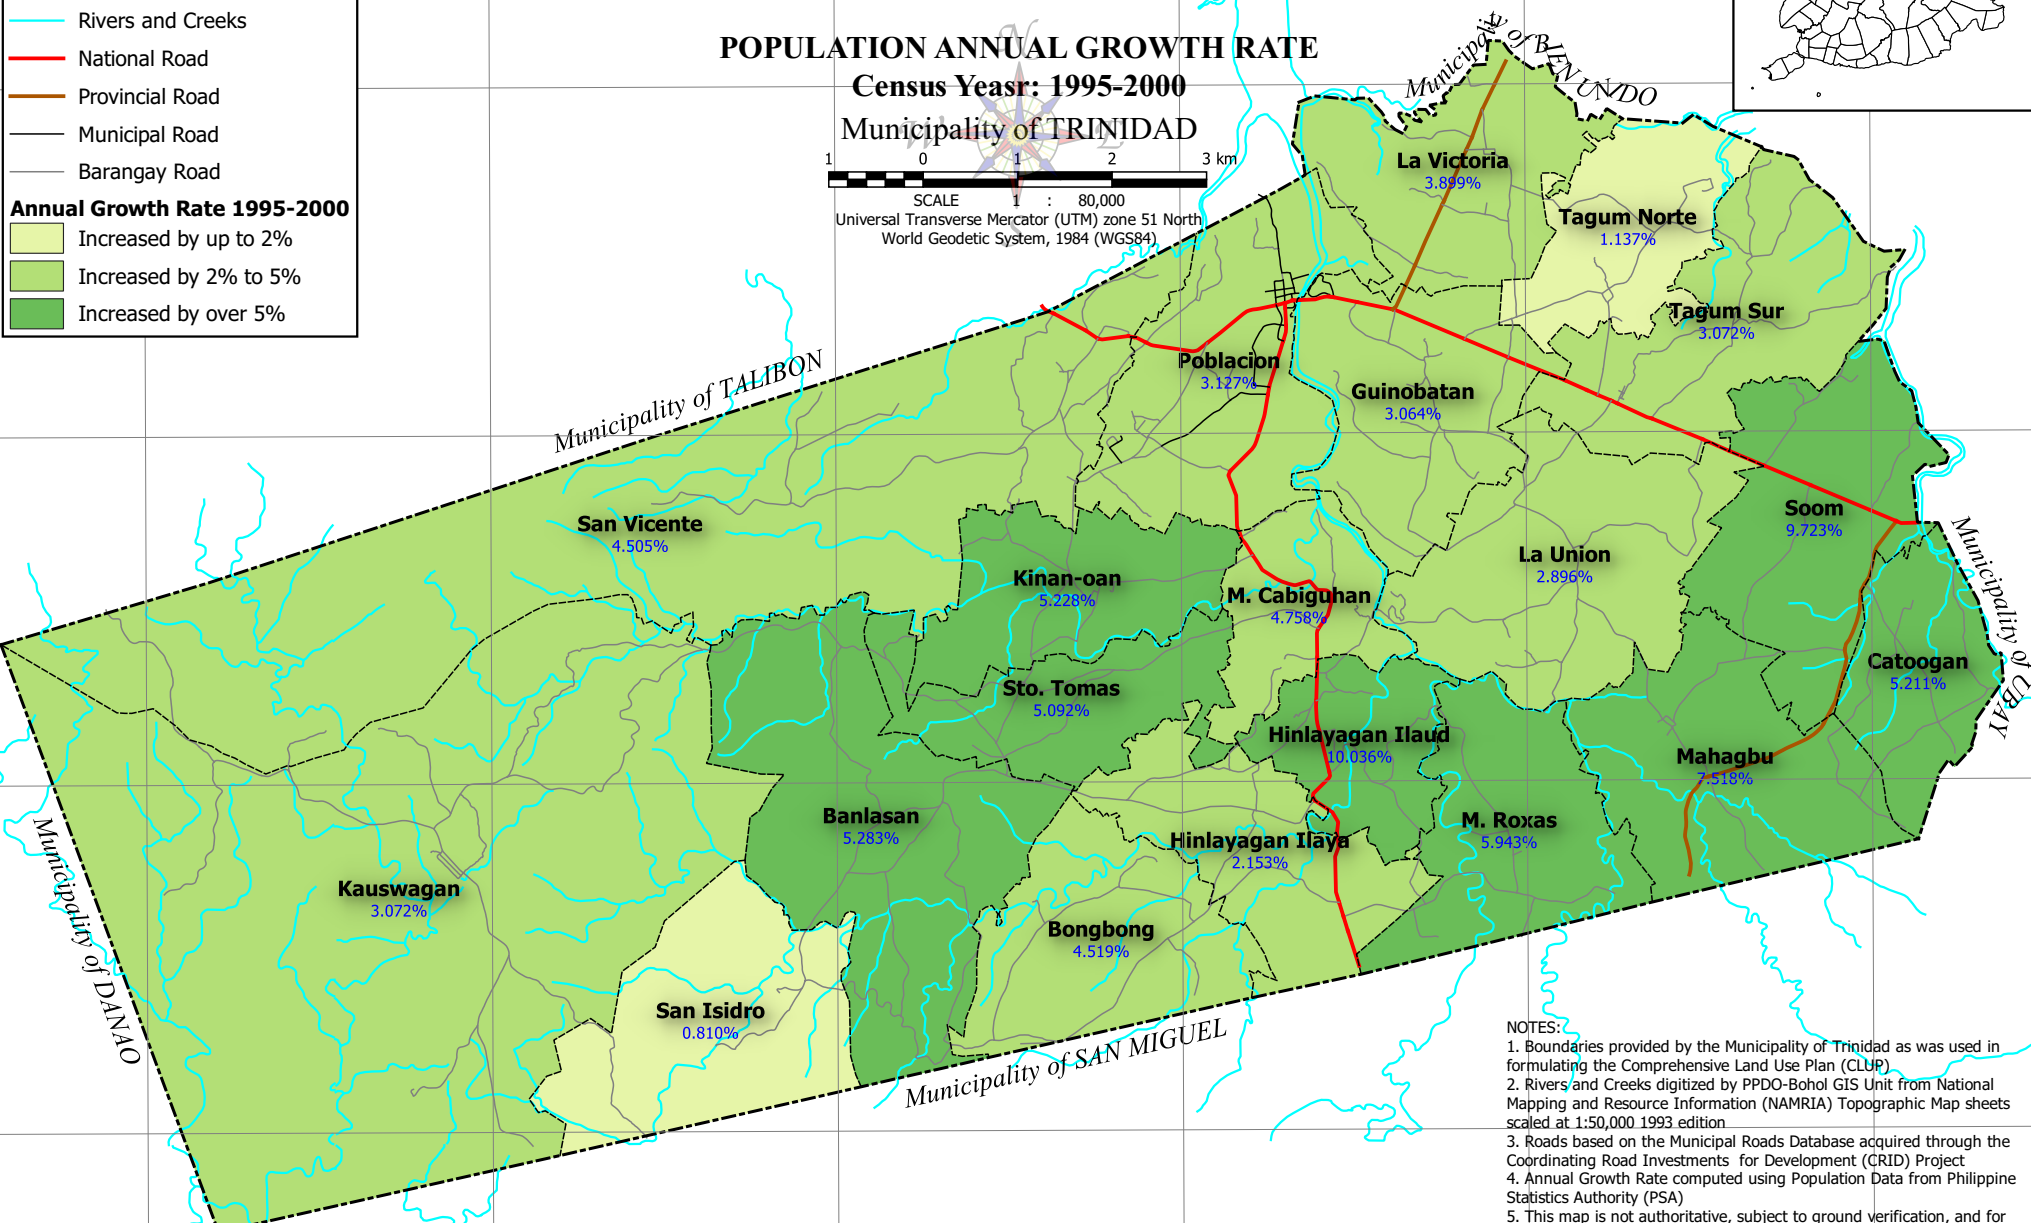 Rivers and Creeks
National Road
Provincial Road
Municipal Road
Barangay Road
Annual Growth Rate 1995-2000
Increased by up to 2%
Increased by 2% to 5%
Increased by over 5%
N
W
E
POPULATION ANNUAL GROWTH RATE
Census Yeasr: 1995-2000
Municipality of TRINIDAD
1 0 1 2 3 km
SCALE 1 : 80,000
Universal Transverse Mercator (UTM) zone 51 North
World Geodetic System, 1984 (WGS84)
Municipality of BIEN UNIDO
La Victoria
3.899%
Tagum Norte
1.137%
Tagum Sur
3.072%
Poblacion
3.127%
Guinobatan
3.064%
Municipality of TALIBON
San Vicente
4.505%
Soom
9.723%
La Union
2.896%
Kinan-oan
5.228%
M. Cabiguhan
4.758%
Municipality of UBAY
Catoogan
5.211%
Sto. Tomas
5.092%
Hinlayagan Ilaud
10.036%
Mahagbu
7.518%
Banlasan
5.283%
M. Roxas
5.943%
Hinlayagan Ilaya
2.153%
Kauswagan
3.072%
Bongbong
4.519%
Municipality of DANAO
San Isidro
0.810%
Municipality of SAN MIGUEL
NOTES:
1. Boundaries provided by the Municipality of Trinidad as was used in
formulating the Comprehensive Land Use Plan (CLUP)
2. Rivers and Creeks digitized by PPDO-Bohol GIS Unit from National
Mapping and Resource Information (NAMRIA) Topographic Map sheets
scaled at 1:50,000 1993 edition
3. Roads based on the Municipal Roads Database acquired through the
Coordinating Road Investments for Development (CRID) Project
4. Annual Growth Rate computed using Population Data from Philippine
Statistics Authority (PSA)
5. This map is not authoritative, subject to ground verification, and for